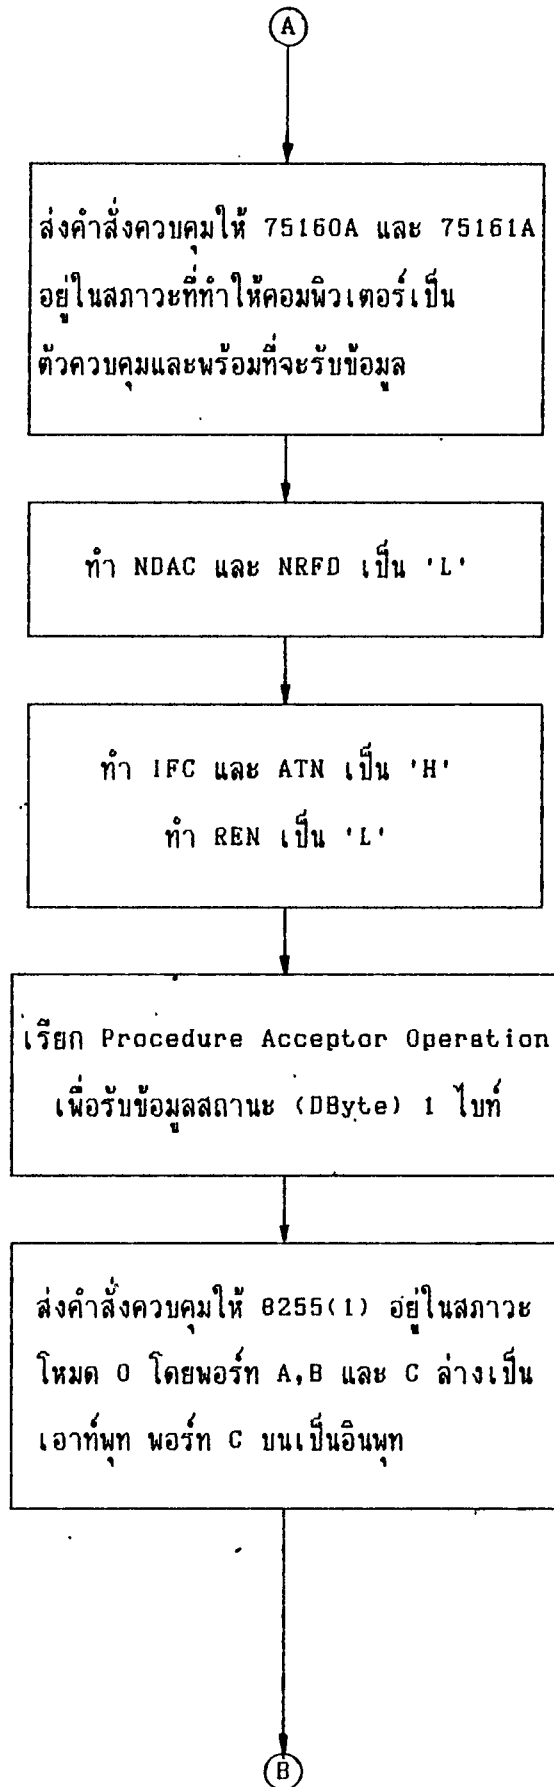 A
ส่งคำสั่งควบคุมให้ 75160A และ 75161A
อยู่ในสภาวะที่ทำให้คอมพิวเตอร์เป็น
ตัวควบคุมและพร้อมที่จะรับข้อมูล
ทำ NDAC และ NRFD เป็น 'L'
ทำ IFC และ ATN เป็น 'H'
ทำ REN เป็น 'L'
เรียก Procedure Acceptor Operation
เพื่อรับข้อมูลสถานะ (DByte) 1 ไบท์
ส่งคำสั่งควบคุมให้ 8255(1) อยู่ในสภาวะ
โหมด 0 โดยพอร์ท A,B และ C ล่างเป็น
เอาท์พุท พอร์ท C บนเป็นอินพุท
B